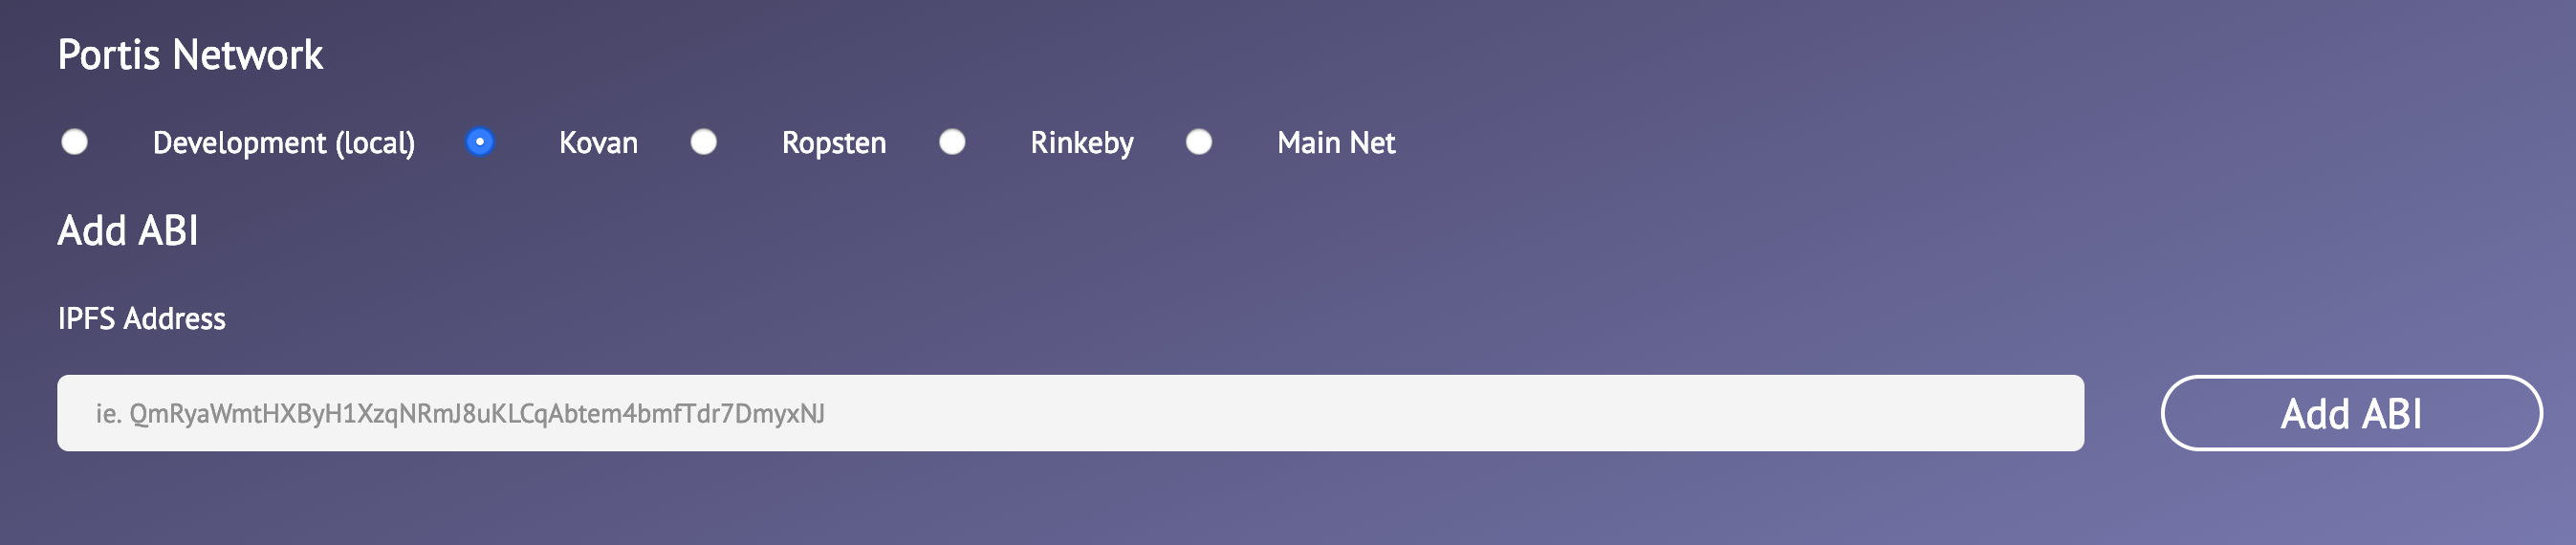 Portis Network
Development (local) Kovan Ropsten Rinkeby Main Net
Add ABI
IPFS Address
ie. QmRyaWmtHXByH1XzqNRmJ8uKLCqAbtem4bmfTdr7DmyxNJ
Add ABI